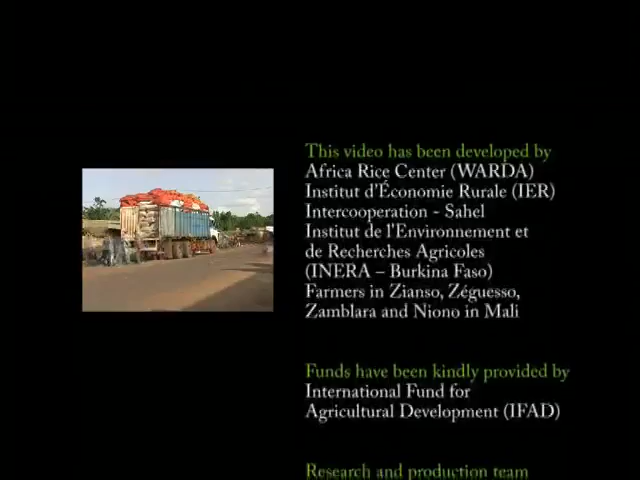 This video has been developed by
Africa Rice Center (WARDA)
Institut d'Économie Rurale (IER)
Intercooperation - Sahel
Institut de l'Environnement et
de Recherches Agricoles
(INERA – Burkina Faso)
Farmers in Zianso, Zéguesso,
Zamblara and Niono in Mali
Funds have been kindly provided by
International Fund for
Agricultural Development (IFAD)
Research and production team